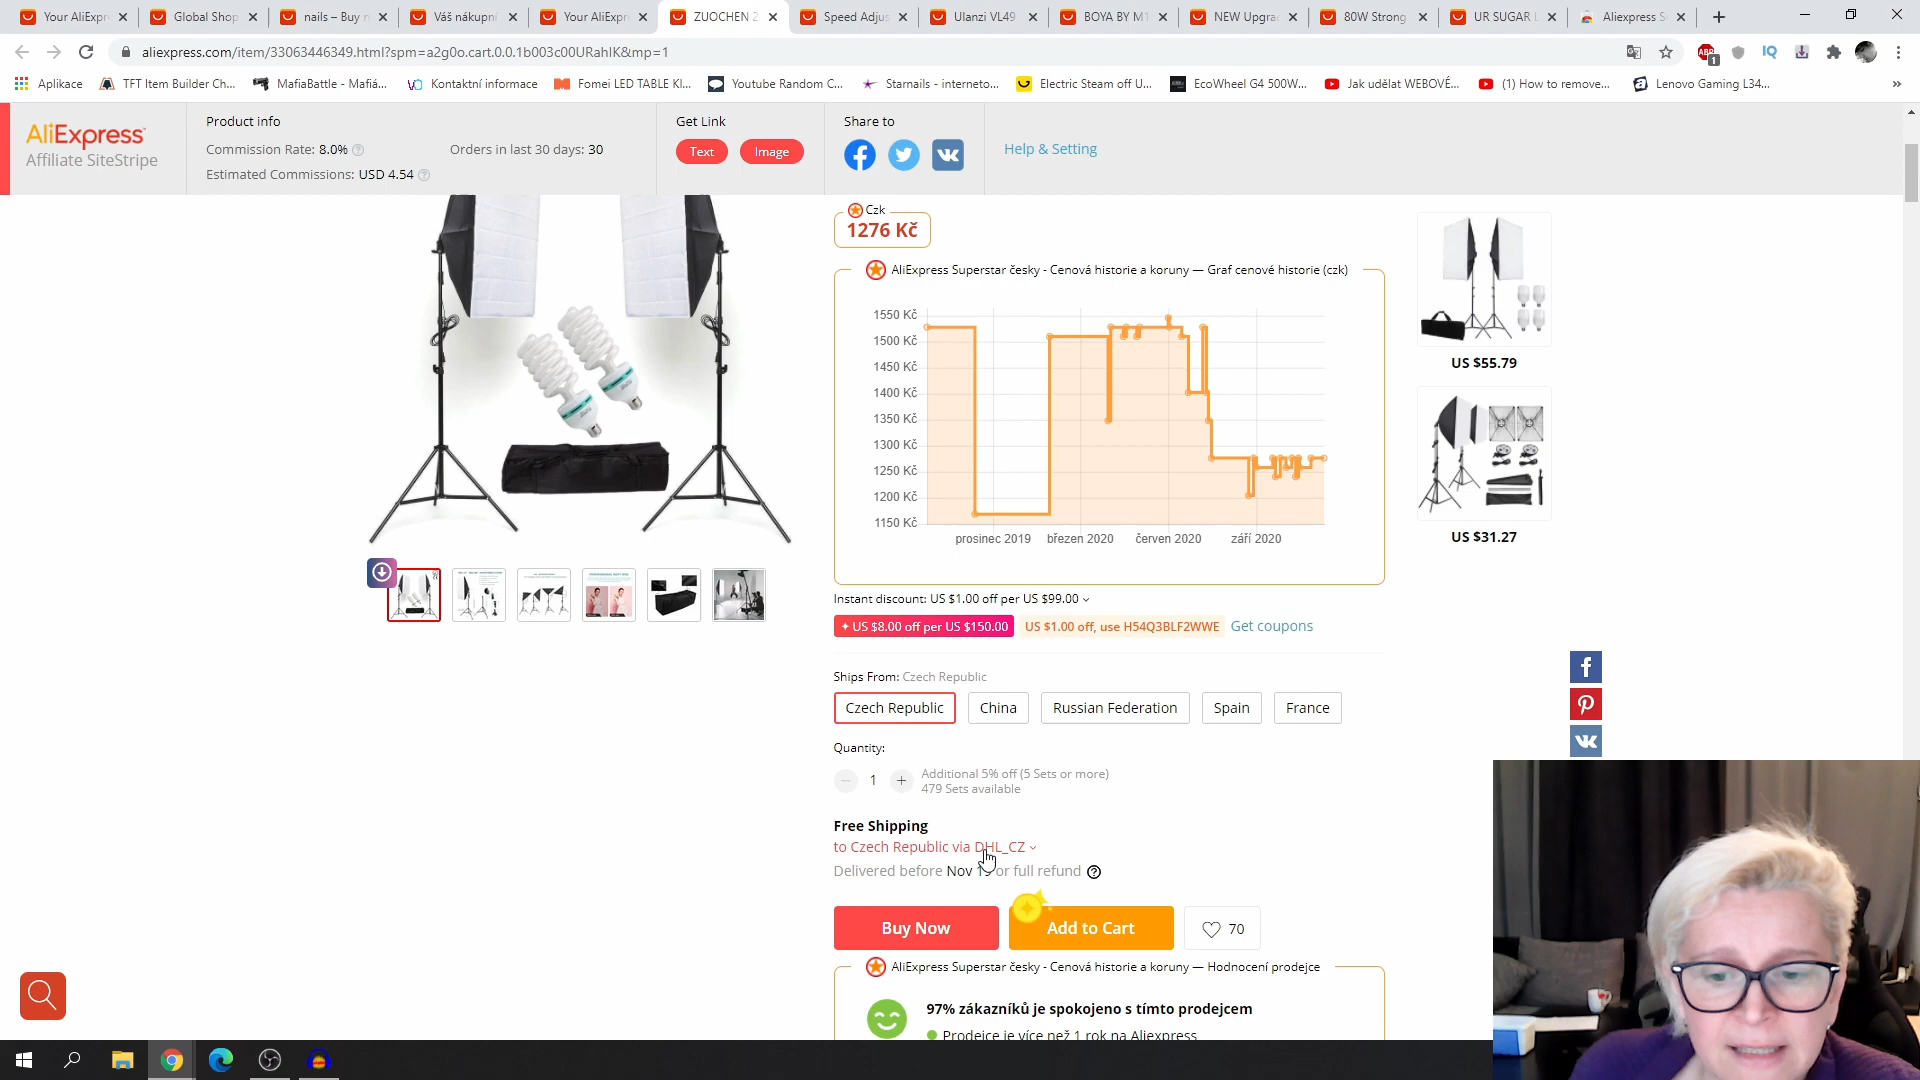 Your AliExpr
Global Shop
nails – Buy n
Váš nákupní
Your AliExpr
ZUOCHEN 2
Speed Adjus
Ulanzi VL49
BOYA BY M1
NEW Upgra
80W Strong
UR SUGAR L
Aliexpress S
aliexpress.com/item/33063446349.html?spm=a2g0o.cart.0.0.1b003c00URahlK&mp=1
ABP
1
IQ
Aplikace
TFT Item Builder Ch...
MafiaBattle - Mafiá...
Kontaktní informace
Fomei LED TABLE Kl...
Youtube Random C...
Starnails - interneto...
Electric Steam off U...
EcoWheel G4 500W...
Jak udělat WEBOVÉ...
(1) How to remove...
Lenovo Gaming L34...
»
AliExpress
Affiliate SiteStripe
Product info
Commission Rate: 8.0%
Orders in last 30 days: 30
Estimated Commissions: USD 4.54
Get Link
Text
Image
Share to
Help & Setting
Czk
1276 Kč
AliExpress Superstar česky - Cenová historie a koruny — Graf cenové historie (czk)
1550 Kč
1500 Kč
1450 Kč
1400 Kč
1350 Kč
1300 Kč
1250 Kč
1200 Kč
1150 Kč
prosinec 2019
březen 2020
červen 2020
září 2020
US $55.79
US $31.27
Instant discount: US $1.00 off per US $99.00
US $8.00 off per US $150.00
US $1.00 off, use H54Q3BLF2WWE
Get coupons
Ships From: Czech Republic
Czech Republic
China
Russian Federation
Spain
France
Quantity:
1
Additional 5% off (5 Sets or more)
479 Sets available
Free Shipping
to Czech Republic via DHL_CZ
Delivered before Nov or full refund
Buy Now
Add to Cart
70
AliExpress Superstar česky - Cenová historie a koruny — Hodnocení prodejce
97% zákazníků je spokojeno s tímto prodejcem
Prodejce je více než 1 rok na Aliexpress